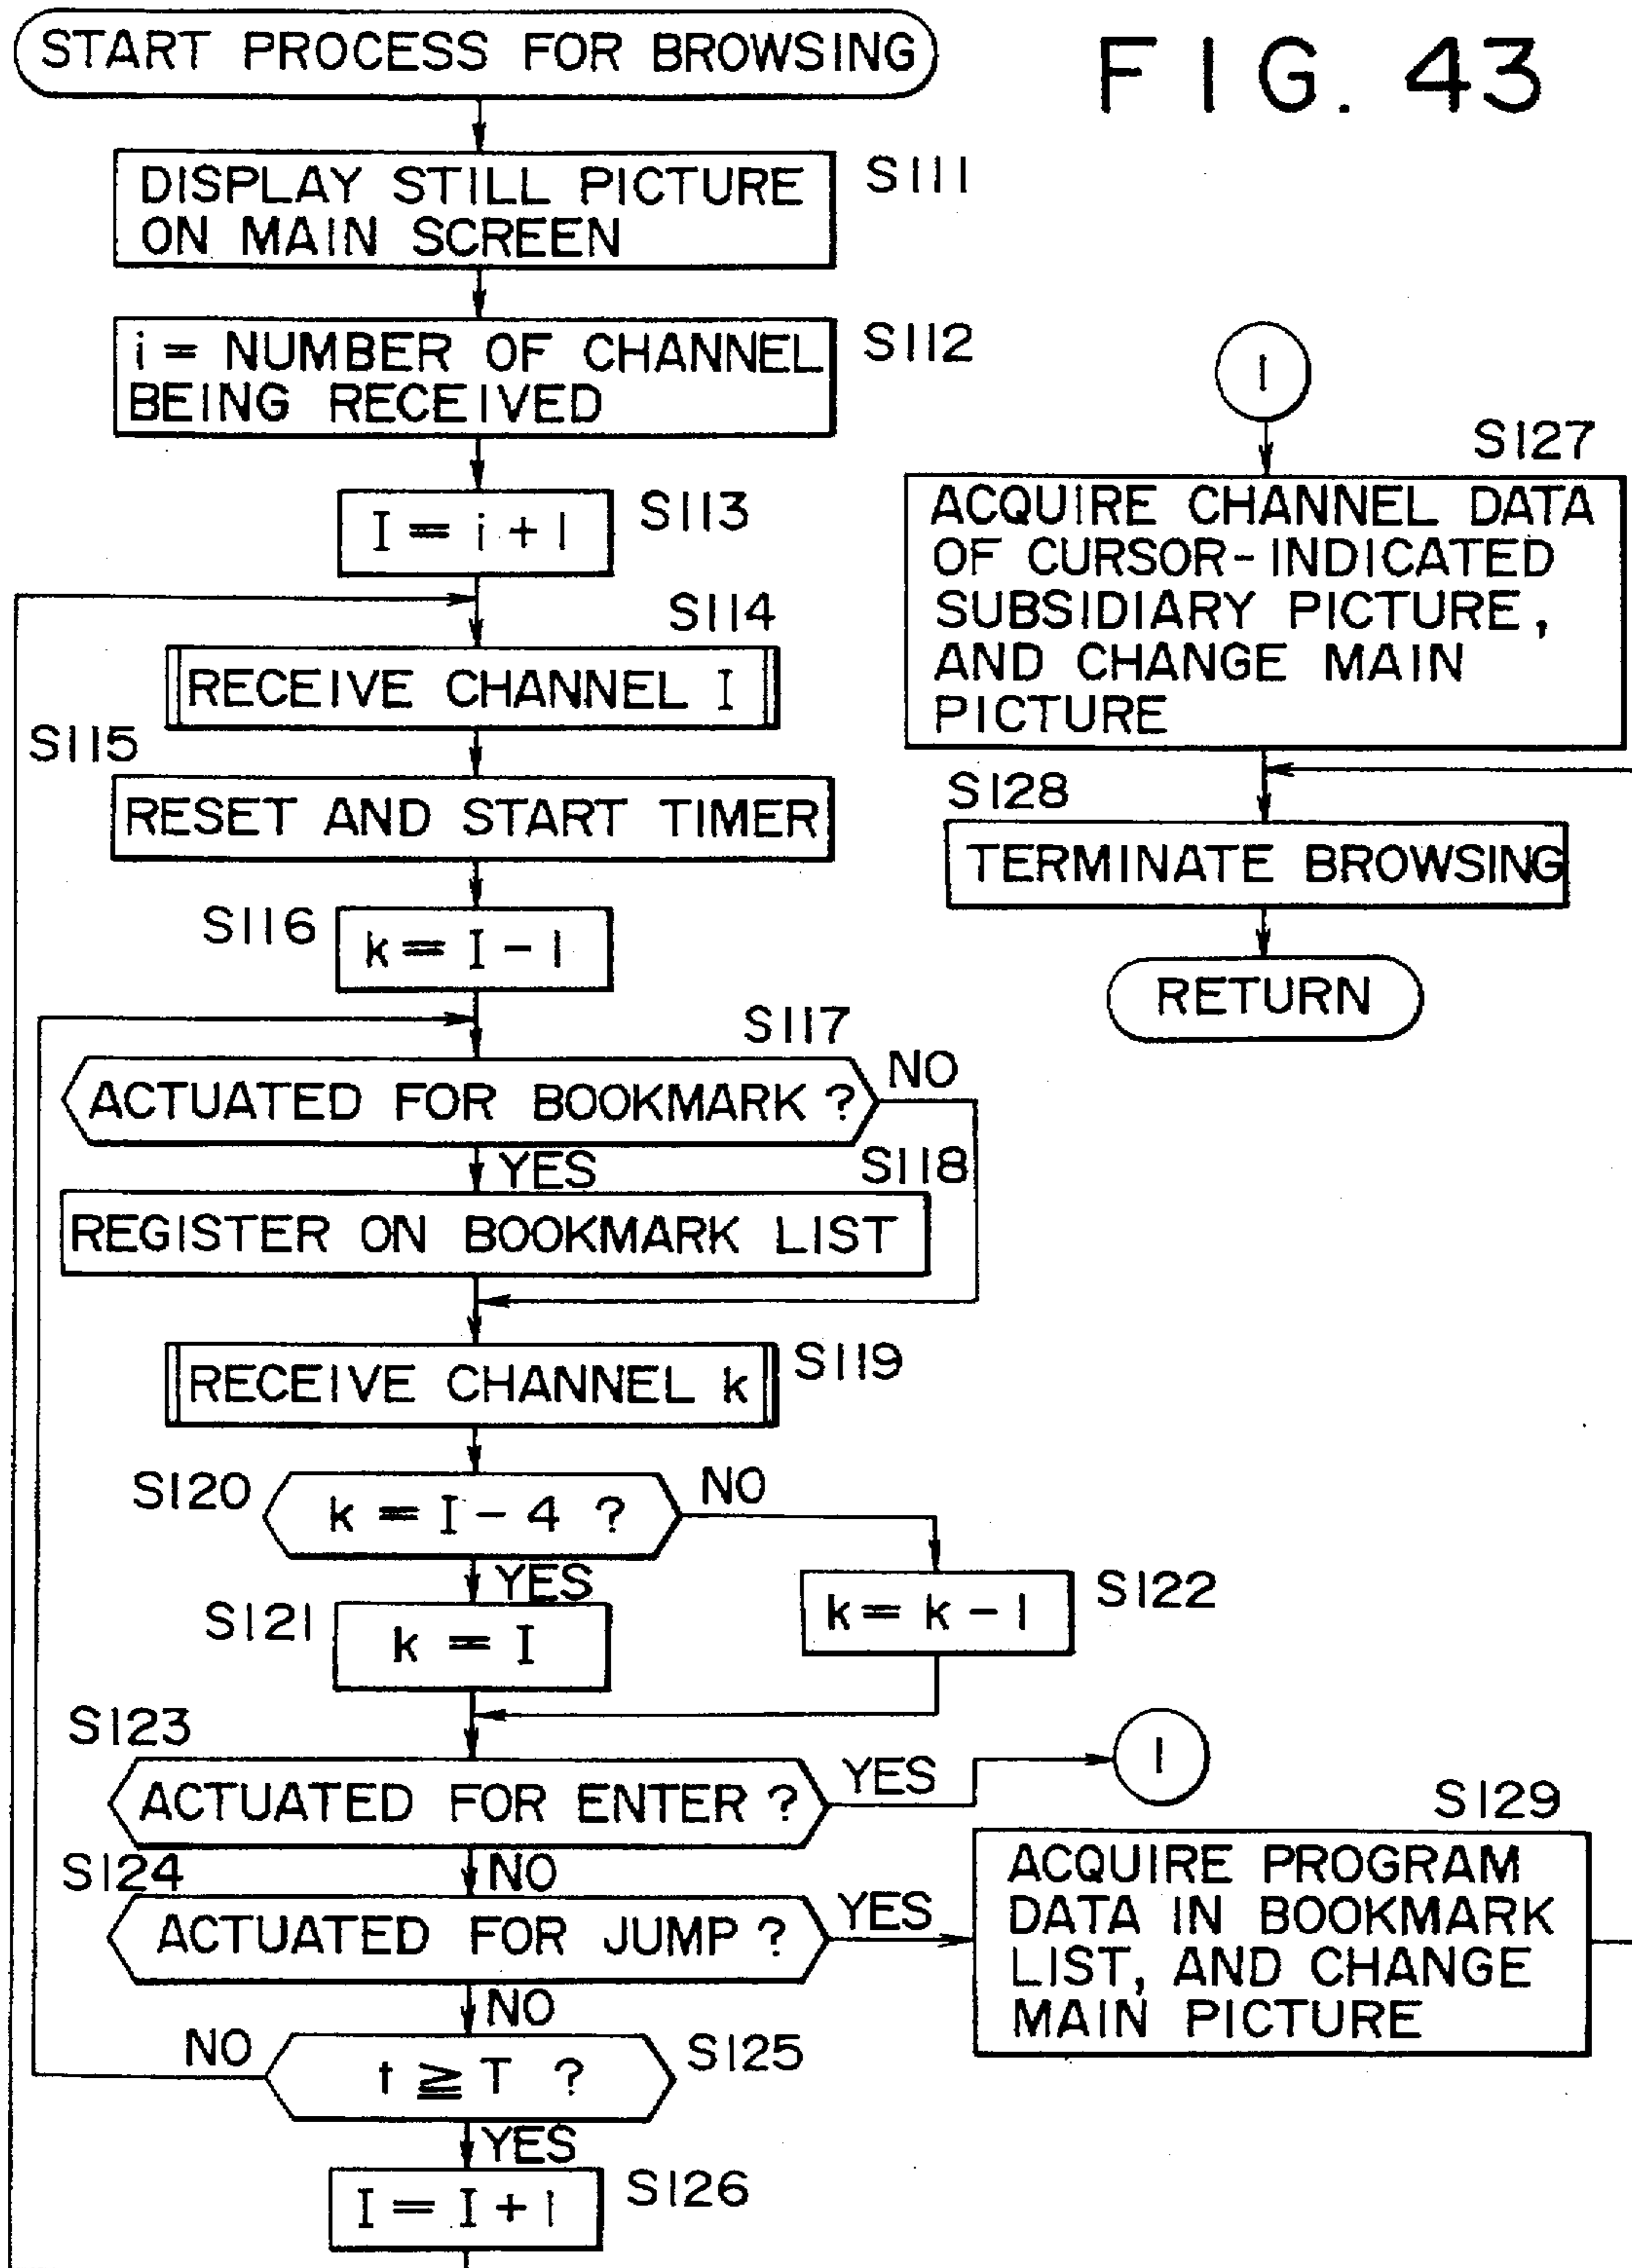 FIG. 43
START PROCESS FOR BROWSING
DISPLAY STILL PICTURE
ON MAIN SCREEN
S111
i = NUMBER OF CHANNEL
BEING RECEIVED
S112
I = i + 1
S113
S114
RECEIVE CHANNEL I
S115
RESET AND START TIMER
S116
k = I - 1
S117
ACTUATED FOR BOOKMARK ?
NO
YES
S118
REGISTER ON BOOKMARK LIST
RECEIVE CHANNEL k
S119
S120
k = I - 4 ?
NO
YES
S121
k = I
k = k - 1
S122
S123
ACTUATED FOR ENTER ?
YES
1
NO
S124
ACTUATED FOR JUMP ?
YES
S129
ACQUIRE PROGRAM
DATA IN BOOKMARK
LIST, AND CHANGE
MAIN PICTURE
NO
NO
t ≧ T ?
S125
YES
I = I + 1
S126
1
S127
ACQUIRE CHANNEL DATA
OF CURSOR-INDICATED
SUBSIDIARY PICTURE,
AND CHANGE MAIN
PICTURE
S128
TERMINATE BROWSING
RETURN